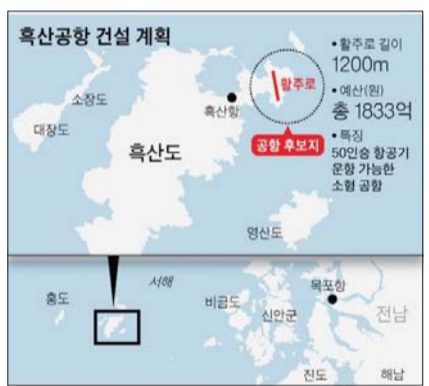 흑산공항 건설 계획
• 활주로 길이
1200m
• 예산(원)
총 1833억
• 특징
50인승 항공기
운항 가능한
소형 공항
활주로
소장도
대장도
흑산항
흑산도
공항 후보지
영산도
서해
홍도
비금도
신안군
목포항
전남
진도
해남